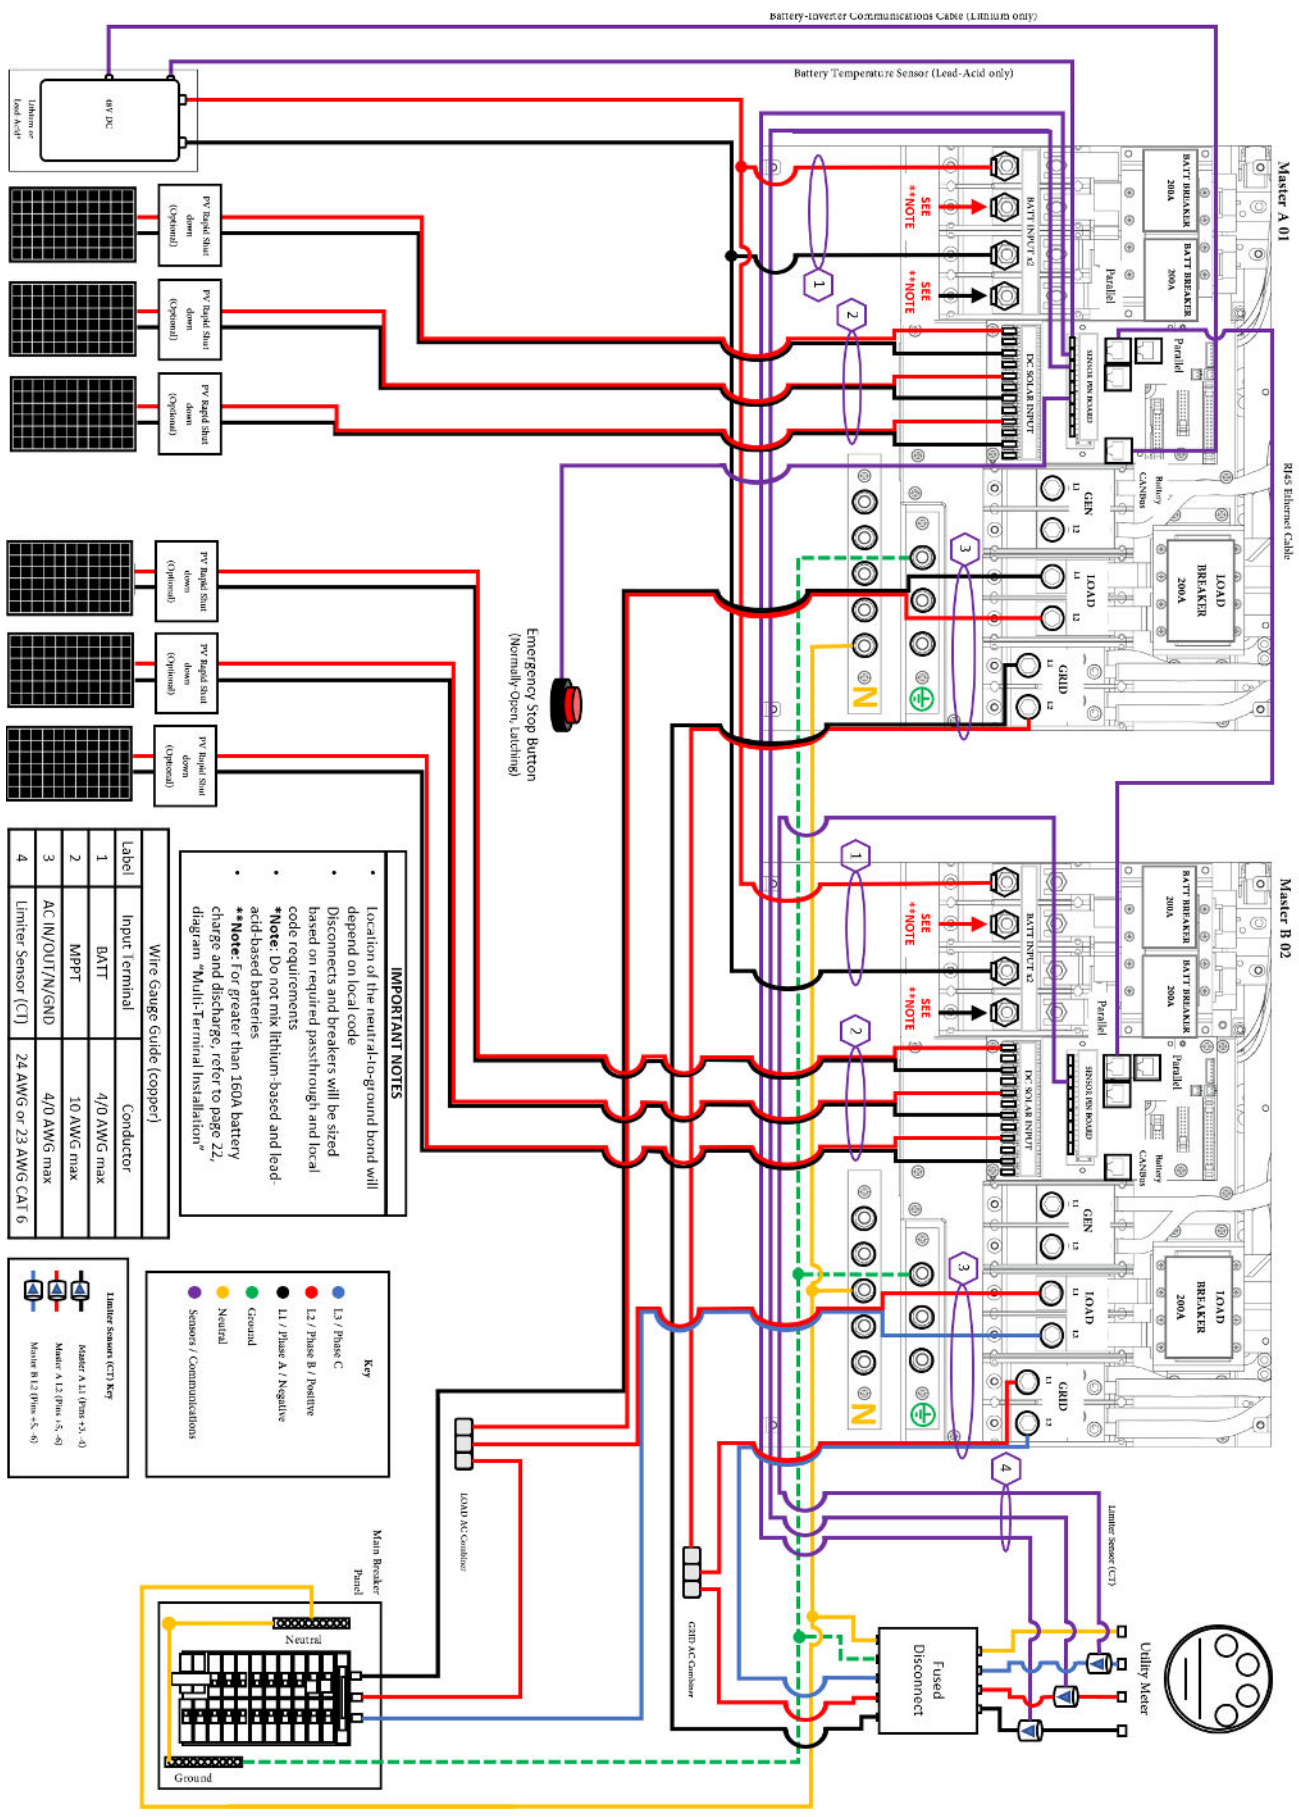 Battery-Inverter Communications Cable (Lithium only)
Battery Temperature Sensor (Lead-Acid only)
48V DC
Lithium or
Lead-Acid*
Master A 01
BATT BREAKER
200A
BATT BREAKER
200A
BATT INPUT x2
SEE
**NOTE
SEE
**NOTE
Parallel
Parallel
SENSOR PIN BOARD
DC SOLAR INPUT
Battery
CANBus
RJ45 Ethernet Cable
GEN
L1
L2
LOAD
L1
L2
GRID
L1
L2
LOAD
BREAKER
200A
N
1
2
3
PV Rapid Shut
down
(Optional)
PV Rapid Shut
down
(Optional)
PV Rapid Shut
down
(Optional)
PV Rapid Shut
down
(Optional)
PV Rapid Shut
down
(Optional)
PV Rapid Shut
down
(Optional)
Emergency Stop Button
(Normally-Open, Latching)
Master B 02
BATT BREAKER
200A
BATT BREAKER
200A
BATT INPUT x2
SEE
**NOTE
SEE
**NOTE
Parallel
Parallel
SENSOR PIN BOARD
DC SOLAR INPUT
Battery
CANBus
GEN
L1
L2
LOAD
L1
L2
GRID
L1
L2
LOAD
BREAKER
200A
N
1
2
3
4
IMPORTANT NOTES
• Location of the neutral-to-ground bond will
depend on local code
• Disconnects and breakers will be sized
based on required passthrough and local
code requirements
• *Note: Do not mix lithium-based and lead-
acid-based batteries
• **Note: For greater than 160A battery
charge and discharge, refer to page 22,
diagram "Multi-Terminal Installation"
Wire Gauge Guide (copper)
Label Input Terminal Conductor
1 BATT 4/0 AWG max
2 MPPT 10 AWG max
3 AC IN/OUT/N/GND 4/0 AWG max
4 Limiter Sensor (CT) 24 AWG or 23 AWG CAT 6
Key
L3 / Phase C
L2 / Phase B / Positive
L1 / Phase A / Negative
Ground
Neutral
Sensors / Communications
Limiter Sensors (CT) Key
Master A L1 (Pins +3, -4)
Master A L2 (Pins +5, -6)
Master B L2 (Pins +5, -6)
LOAD AC Combiner
GRID AC Combiner
Limiter Sensor (CT)
Utility Meter
Fused
Disconnect
Main Breaker
Panel
Neutral
Ground